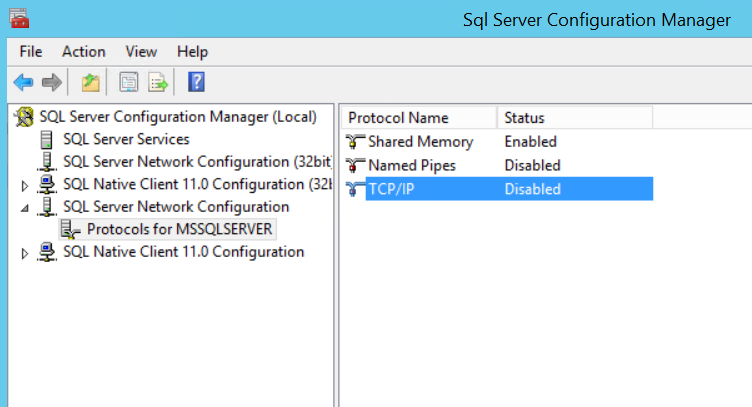 Sql Server Configuration Manager
File Action View Help
SQL Server Configuration Manager (Local)
SQL Server Services
SQL Server Network Configuration (32bit
SQL Native Client 11.0 Configuration (32b
SQL Server Network Configuration
Protocols for MSSQLSERVER
SQL Native Client 11.0 Configuration
Protocol Name Status
Shared Memory Enabled
Named Pipes Disabled
TCP/IP Disabled